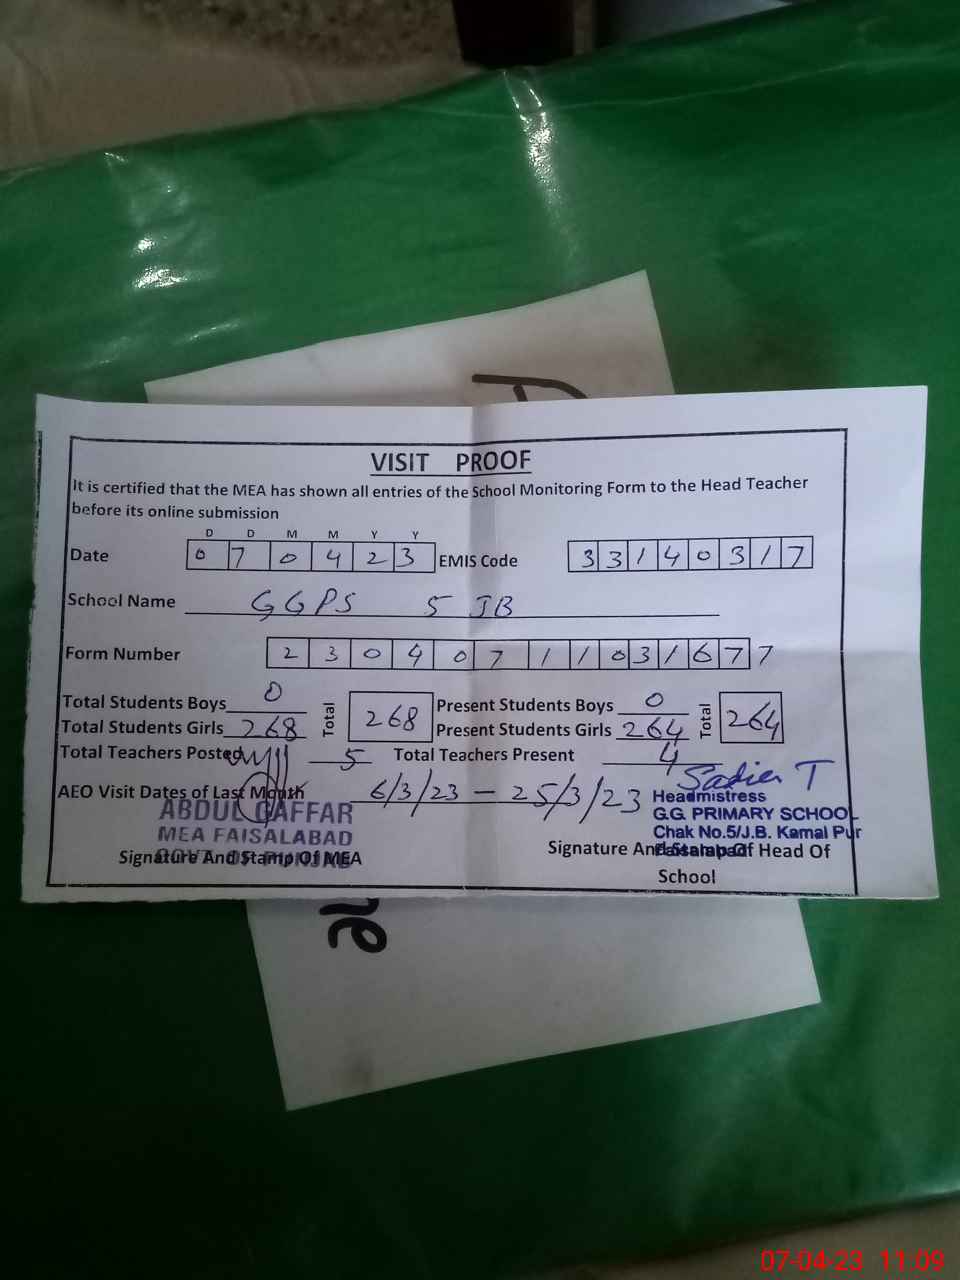 VISIT PROOF
It is certified that the MEA has shown all entries of the School Monitoring Form to the Head Teacher
before its online submission
D D M M Y Y
Date 0 7 0 4 2 3 EMIS Code 3 3 1 4 0 3 1 7
School Name GGPS 5 JB
Form Number 2 3 0 4 0 7 1 1 0 3 1 6 7 7
Total Students Boys 0 Total 268 Present Students Boys 0 Total 264
Total Students Girls 268 Present Students Girls 264
Total Teachers Posted 5 Total Teachers Present 4
AEO Visit Dates of Last Month 6/3/23 - 25/3/23
Headmistress
G.G. PRIMARY SCHOOL
Chak No.5/J.B. Kamal Pur
Faisalabad
ABDUL GAFFAR
MEA FAISALABAD
GOVT. OF PUNJAB
Signature And Stamp Of MEA
Signature And Stamp Of Head Of
School
07-04-23 11:09